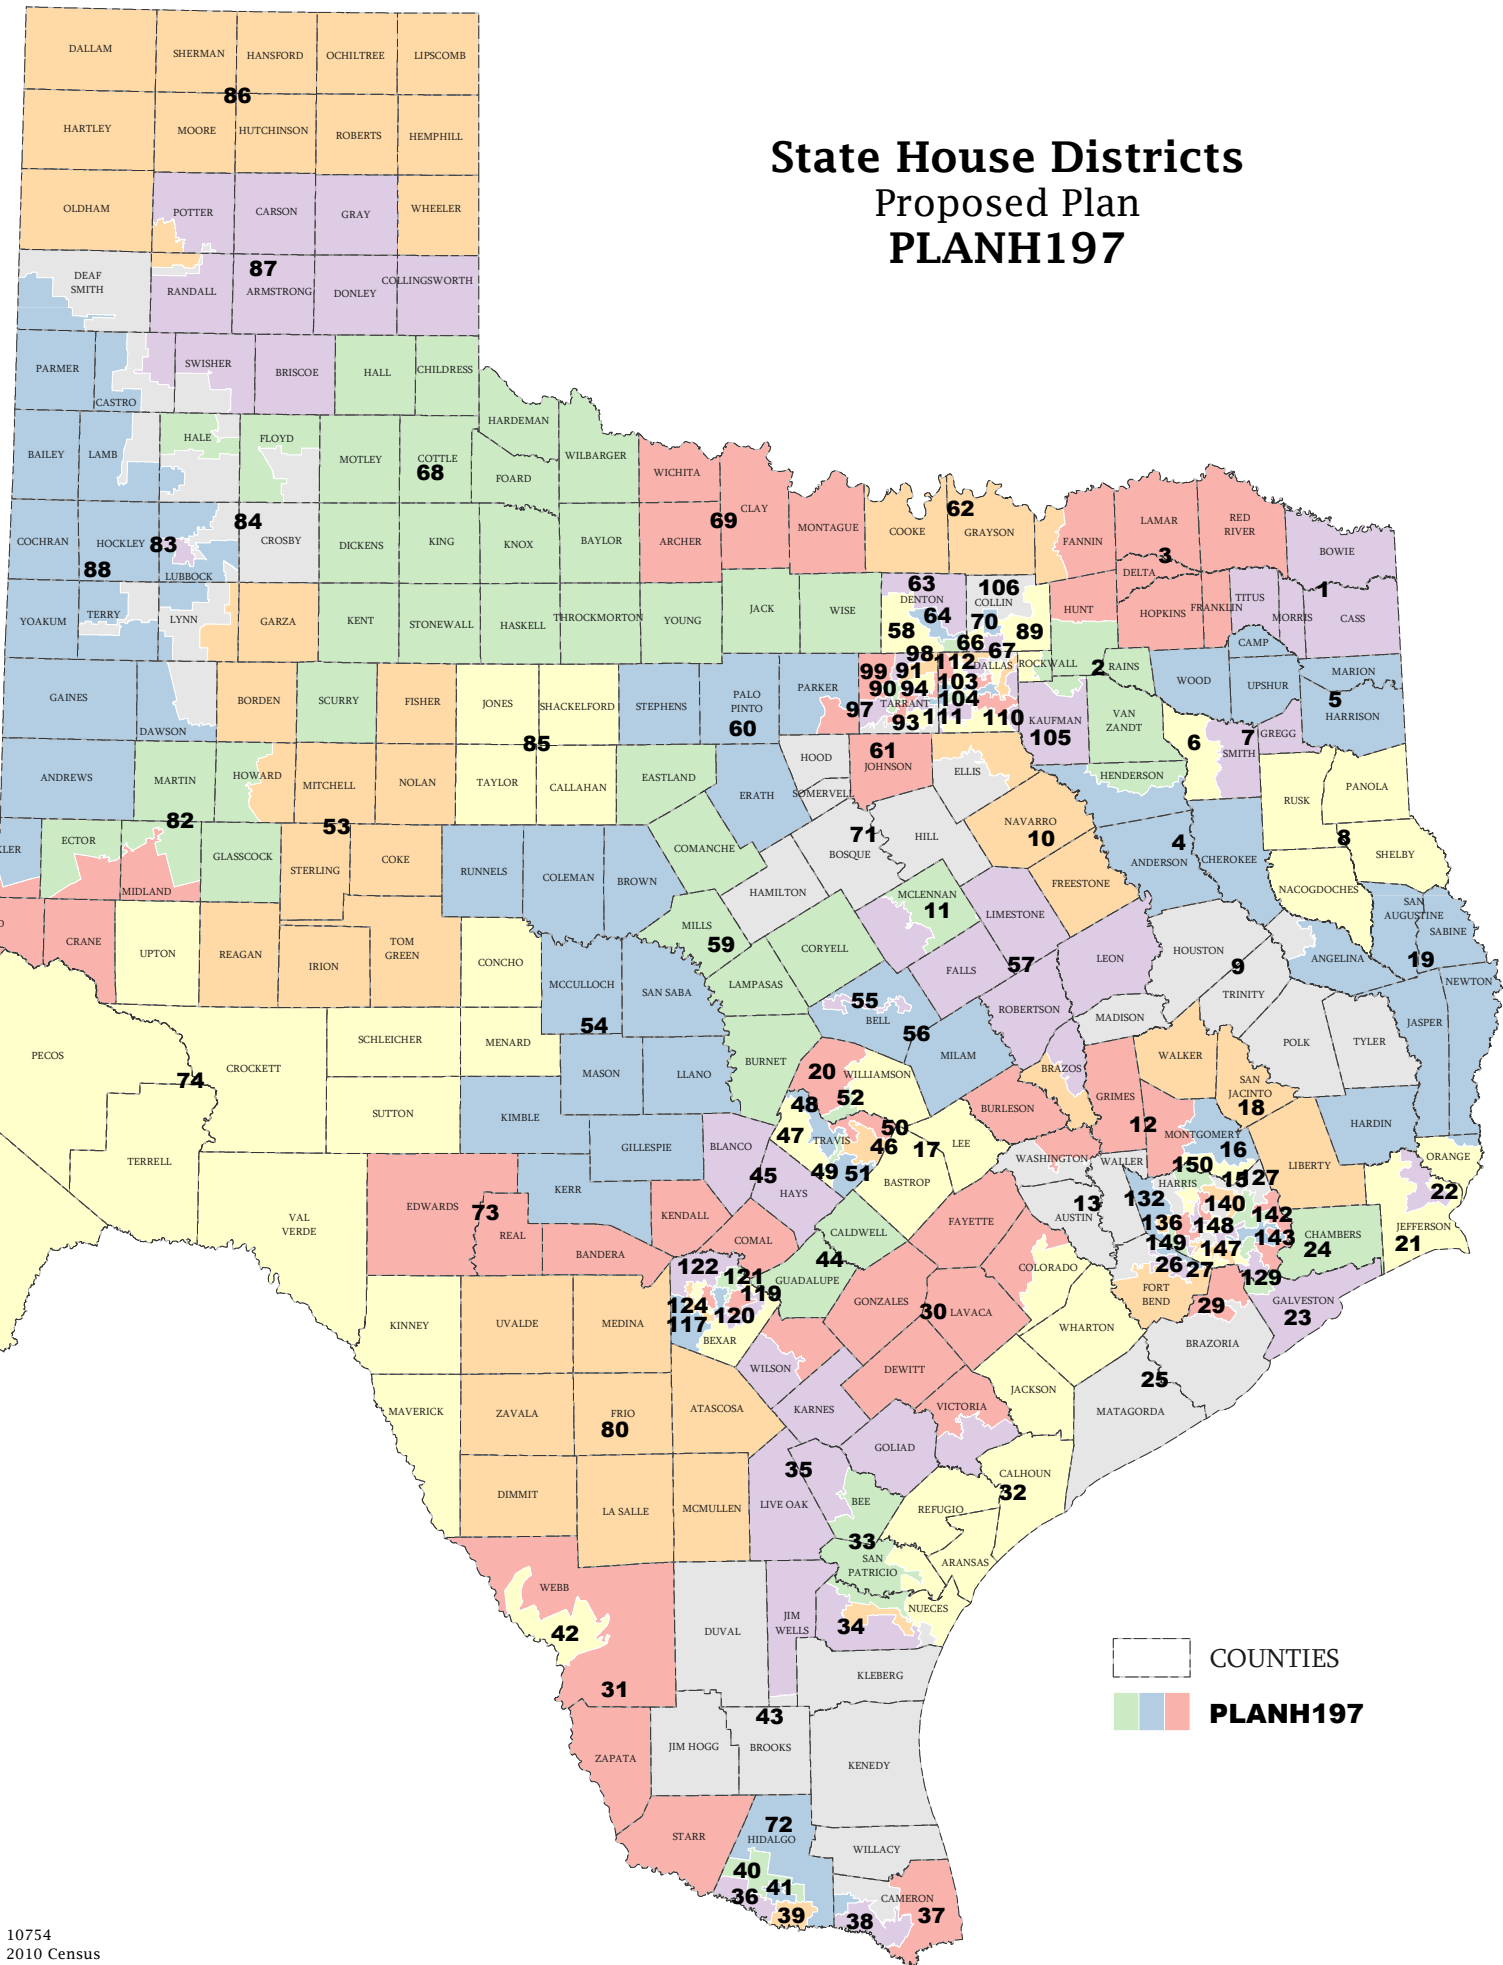 State House Districts
Proposed Plan
PLANH197
DALLAM
SHERMAN
HANSFORD
OCHILTREE
LIPSCOMB
86
HARTLEY
MOORE
HUTCHINSON
ROBERTS
HEMPHILL
OLDHAM
POTTER
CARSON
GRAY
WHEELER
DEAF
SMITH
87
RANDALL
ARMSTRONG
DONLEY
COLLINGSWORTH
PARMER
CASTRO
SWISHER
BRISCOE
HALL
CHILDRESS
HARDEMAN
BAILEY
LAMB
HALE
FLOYD
MOTLEY
COTTLE
68
FOARD
WILBARGER
WICHITA
CLAY
69
ARCHER
MONTAGUE
COOKE
62
GRAYSON
FANNIN
LAMAR
RED
RIVER
3
BOWIE
COCHRAN
HOCKLEY
88
83
84
LUBBOCK
CROSBY
DICKENS
KING
KNOX
BAYLOR
DELTA
HUNT
HOPKINS
FRANKLIN
TITUS
MORRIS
1
CASS
YOAKUM
TERRY
LYNN
GARZA
KENT
STONEWALL
HASKELL
THROCKMORTON
YOUNG
JACK
WISE
63
DENTON
64
58
106
COLLIN
70
66
89
67
98
112
DALLAS
99
91
90
94
103
104
TARRANT
97
93
111
110
ROCKWALL
2
RAINS
CAMP
WOOD
UPSHUR
MARION
5
HARRISON
GAINES
DAWSON
BORDEN
SCURRY
FISHER
JONES
SHACKELFORD
STEPHENS
PALO
PINTO
60
PARKER
KAUFMAN
105
VAN
ZANDT
6
7
SMITH
GREGG
85
ANDREWS
MARTIN
HOWARD
MITCHELL
NOLAN
TAYLOR
CALLAHAN
EASTLAND
ERATH
HOOD
SOMERVELL
61
JOHNSON
ELLIS
HENDERSON
RUSK
PANOLA
82
53
KLER
ECTOR
MIDLAND
GLASSCOCK
STERLING
COKE
RUNNELS
COLEMAN
BROWN
COMANCHE
71
BOSQUE
HILL
NAVARRO
10
4
ANDERSON
CHEROKEE
8
SHELBY
NACOGDOCHES
HAMILTON
MCLENNAN
11
LIMESTONE
FREESTONE
SAN
AUGUSTINE
SABINE
19
CRANE
UPTON
REAGAN
IRION
TOM
GREEN
CONCHO
MCCULLOCH
SAN SABA
MILLS
59
LAMPASAS
CORYELL
FALLS
57
LEON
HOUSTON
9
TRINITY
ANGELINA
NEWTON
JASPER
55
BELL
56
MILAM
ROBERTSON
MADISON
POLK
TYLER
54
PECOS
74
CROCKETT
SCHLEICHER
MENARD
MASON
LLANO
BURNET
20
WILLIAMSON
52
BRAZOS
WALKER
SAN
JACINTO
18
GRIMES
12
HARDIN
TERRELL
SUTTON
KIMBLE
GILLESPIE
BLANCO
48
47
TRAVIS
50
46
49
51
17
LEE
BASTROP
BURLESON
WASHINGTON
WALLER
MONTGOMERY
16
LIBERTY
ORANGE
22
VAL
VERDE
EDWARDS
73
REAL
KERR
KENDALL
45
HAYS
BANDERA
COMAL
CALDWELL
44
GUADALUPE
FAYETTE
13
AUSTIN
150
HARRIS
15
127
132
140
142
136
148
143
149
147
26
27
129
CHAMBERS
24
JEFFERSON
21
122
121
119
124
117
120
BEXAR
KINNEY
UVALDE
MEDINA
GONZALES
30
LAVACA
COLORADO
FORT
BEND
29
GALVESTON
23
WHARTON
BRAZORIA
WILSON
DEWITT
JACKSON
25
MATAGORDA
MAVERICK
ZAVALA
FRIO
80
ATASCOSA
KARNES
VICTORIA
GOLIAD
DIMMIT
LA SALLE
MCMULLEN
35
LIVE OAK
BEE
CALHOUN
32
REFUGIO
33
SAN
PATRICIO
ARANSAS
WEBB
42
DUVAL
JIM
WELLS
34
NUECES
31
KLEBERG
43
ZAPATA
JIM HOGG
BROOKS
KENEDY
STARR
72
HIDALGO
WILLACY
40
41
36
39
38
CAMERON
37
COUNTIES
PLANH197
10754
2010 Census